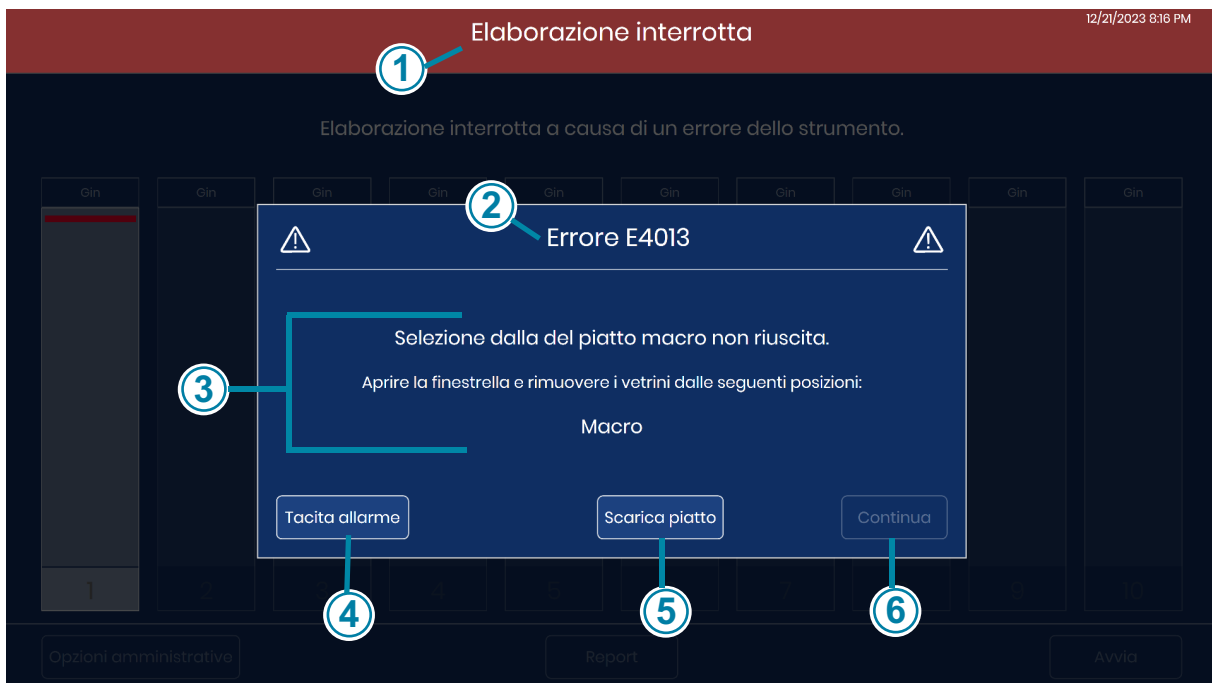 Elaborazione interrotta
12/21/2023 8:16 PM
1
Elaborazione interrotta a causa di un errore dello strumento.
Gin Gin Gin Gin Gin Gin Gin Gin Gin Gin
2
Errore E4013
Selezione dalla del piatto macro non riuscita.
3
Aprire la finestrella e rimuovere i vetrini dalle seguenti posizioni:
Macro
Tacita allarme Scarica piatto Continua
1 2 3 4 5 7 9 10
4 5 6
Opzioni amministrative Report Avvia